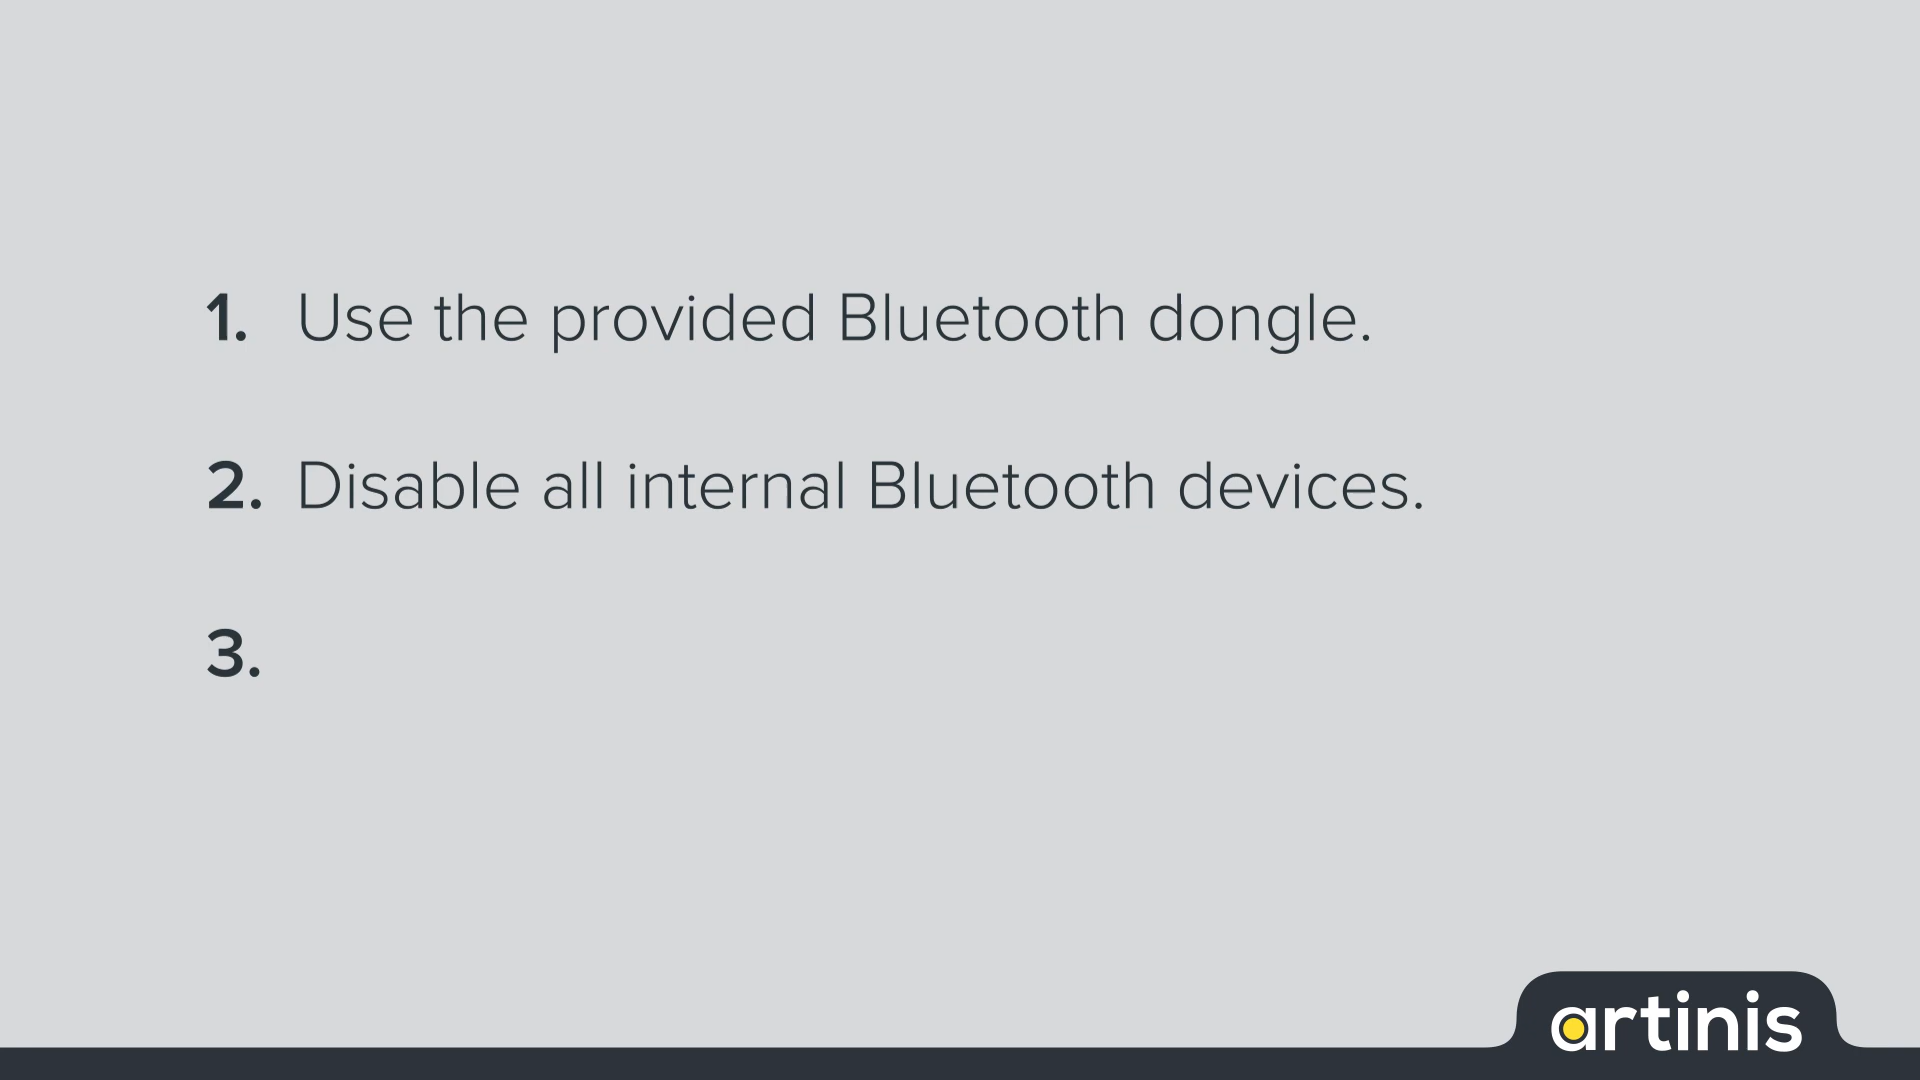 1. Use the provided Bluetooth dongle.
2. Disable all internal Bluetooth devices.
3.
artinis